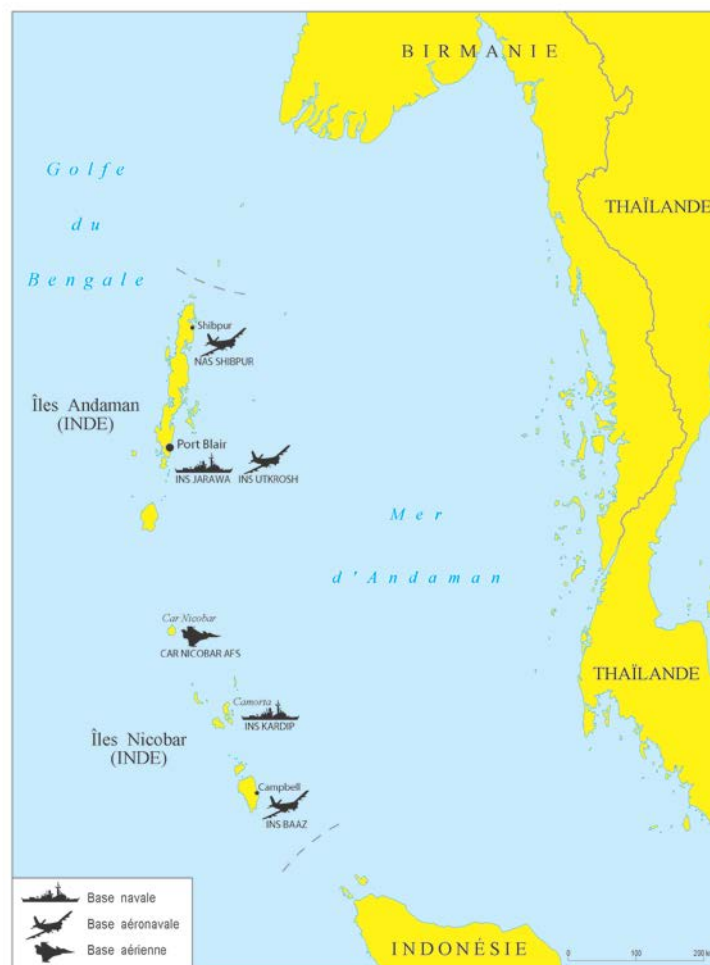 BIRMANIE
Golfe
du
Bengale
THAÏLANDE
Shibpur
NAS SHIBPUR
Îles Andaman
(INDE)
Port Blair
INS JARAWA
INS UTKROSH
Mer
d'Andaman
Car Nicobar
CAR NICOBAR AFS
THAÏLANDE
Camorta
INS KARDIP
Îles Nicobar
(INDE)
Campbell
INS BAAZ
Base navale
Base aéronavale
Base aérienne
INDONÉSIE
0 100 200 km